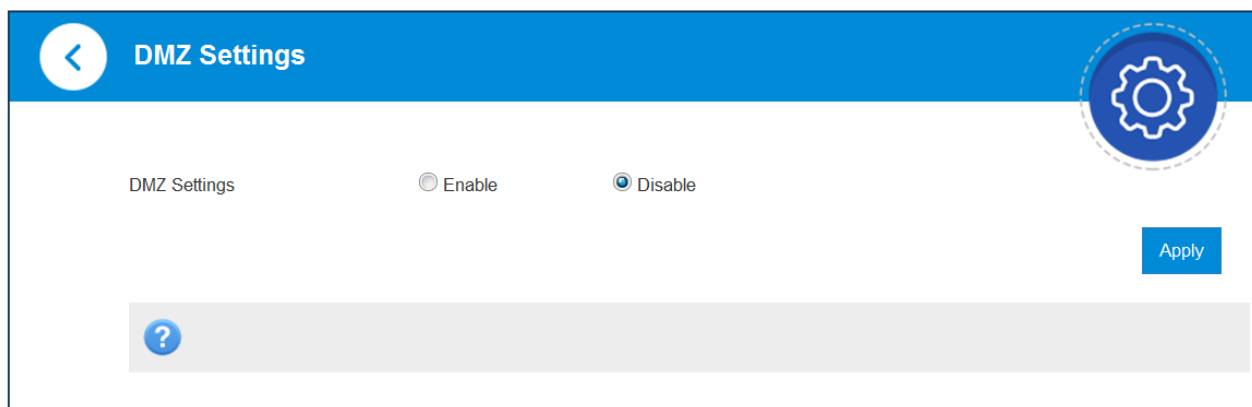 DMZ Settings
DMZ Settings Enable Disable
Apply
?